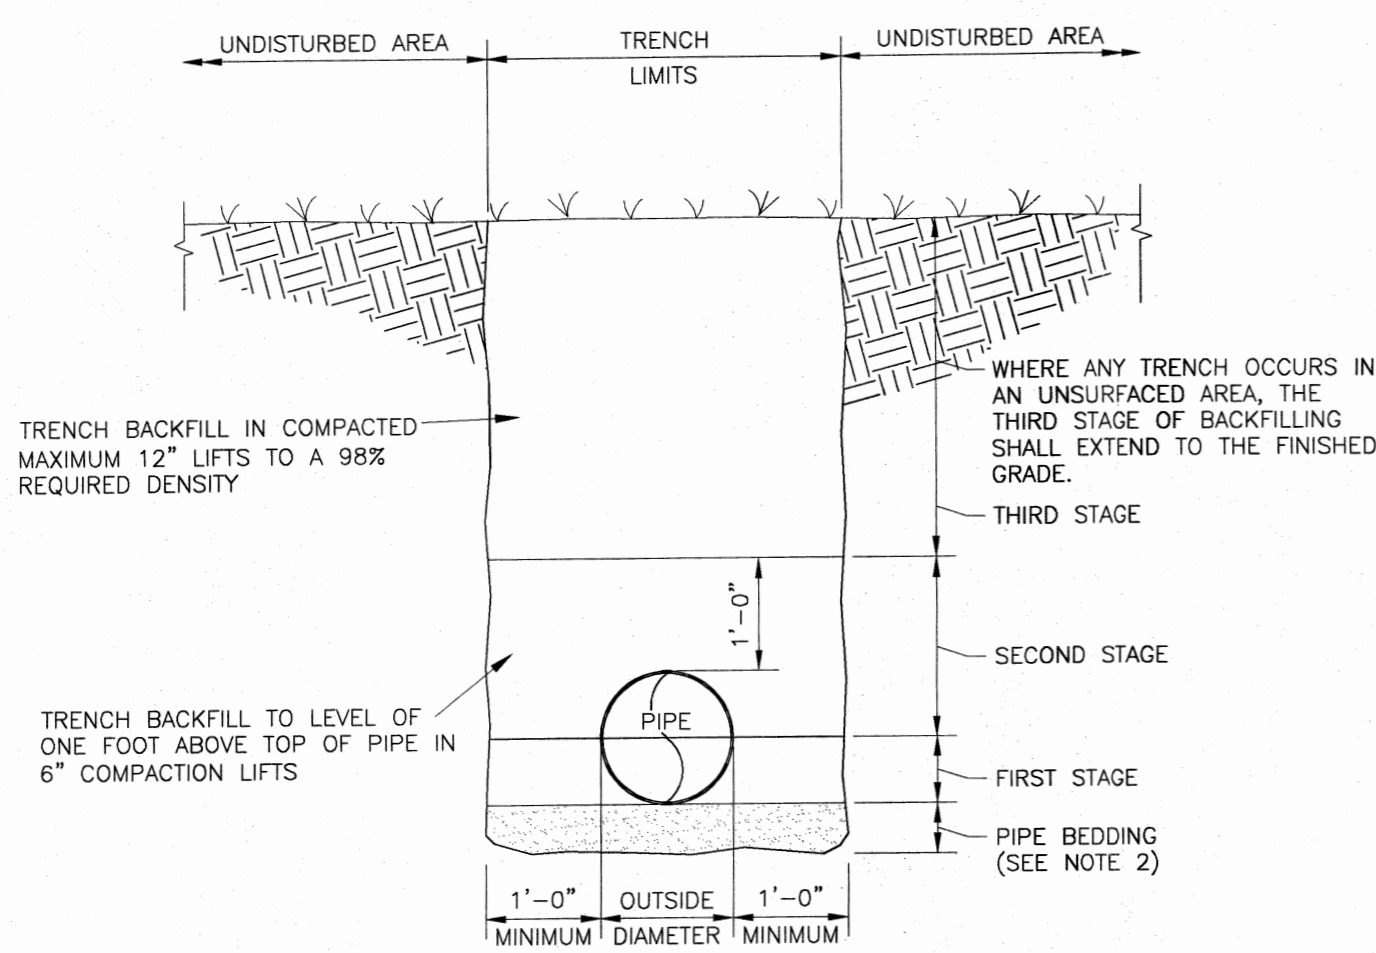 UNDISTURBED AREA
TRENCH
LIMITS
UNDISTURBED AREA
WHERE ANY TRENCH OCCURS IN
AN UNSURFACED AREA, THE
THIRD STAGE OF BACKFILLING
SHALL EXTEND TO THE FINISHED
GRADE.
TRENCH BACKFILL IN COMPACTED
MAXIMUM 12" LIFTS TO A 98%
REQUIRED DENSITY
THIRD STAGE
1'-0"
SECOND STAGE
TRENCH BACKFILL TO LEVEL OF
ONE FOOT ABOVE TOP OF PIPE IN
6" COMPACTION LIFTS
PIPE
FIRST STAGE
PIPE BEDDING
(SEE NOTE 2)
1'-0"
MINIMUM
OUTSIDE
DIAMETER
1'-0"
MINIMUM